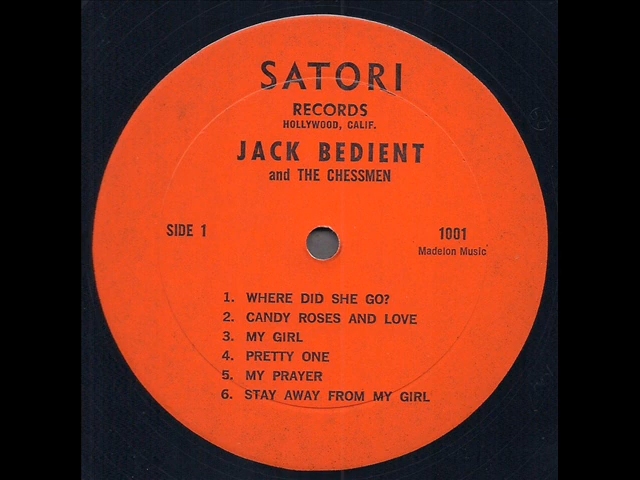 SATORI
RECORDS
HOLLYWOOD, CALIF.
JACK BEDIENT
and THE CHESSMEN
SIDE 1
1001
Madelon Music
1. WHERE DID SHE GO?
2. CANDY ROSES AND LOVE
3. MY GIRL
4. PRETTY ONE
5. MY PRAYER
6. STAY AWAY FROM MY GIRL